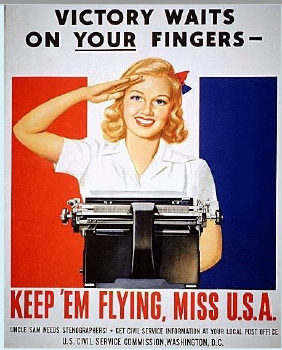 VICTORY WAITS
ON YOUR FINGERS—
KEEP 'EM FLYING, MISS U.S.A.
UNCLE SAM NEEDS STENOGRAPHERS! • GET CIVIL SERVICE INFORMATION AT YOUR LOCAL POST OFFICE
U.S. CIVIL SERVICE COMMISSION, WASHINGTON, D.C.